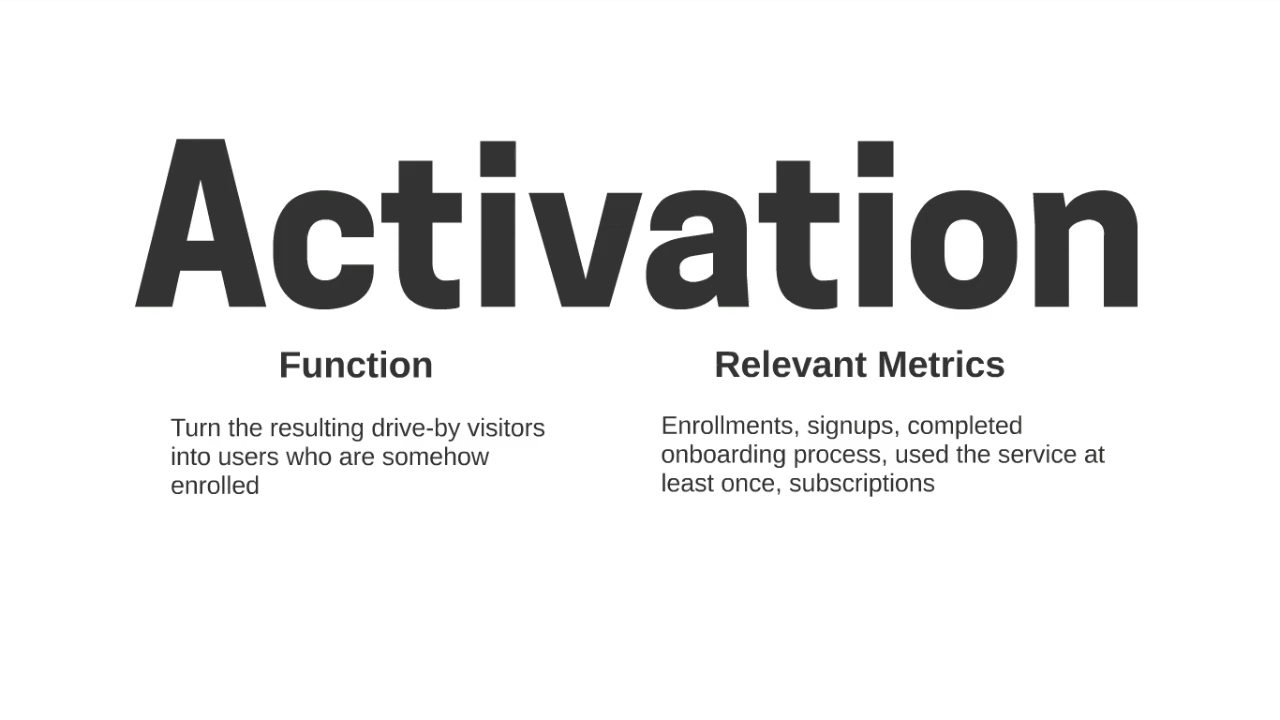 Activation
Function
Turn the resulting drive-by visitors
into users who are somehow
enrolled
Relevant Metrics
Enrollments, signups, completed
onboarding process, used the service at
least once, subscriptions